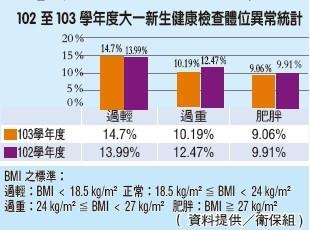 102 至 103 學年度大一新生健康檢查體位異常統計
20%
15%
10%
5%
0%
14.7% 13.99% 10.19% 12.47% 9.06% 9.91%
過輕 過重 肥胖
103學年度 14.7% 10.19% 9.06%
102學年度 13.99% 12.47% 9.91%
BMI 之標準：
過輕：BMI < 18.5 kg/m² 正常：18.5 kg/m² ≦ BMI < 24 kg/m²
過重：24 kg/m² ≦ BMI < 27 kg/m² 肥胖：BMI ≧ 27 kg/m²
（資料提供／衛保組）